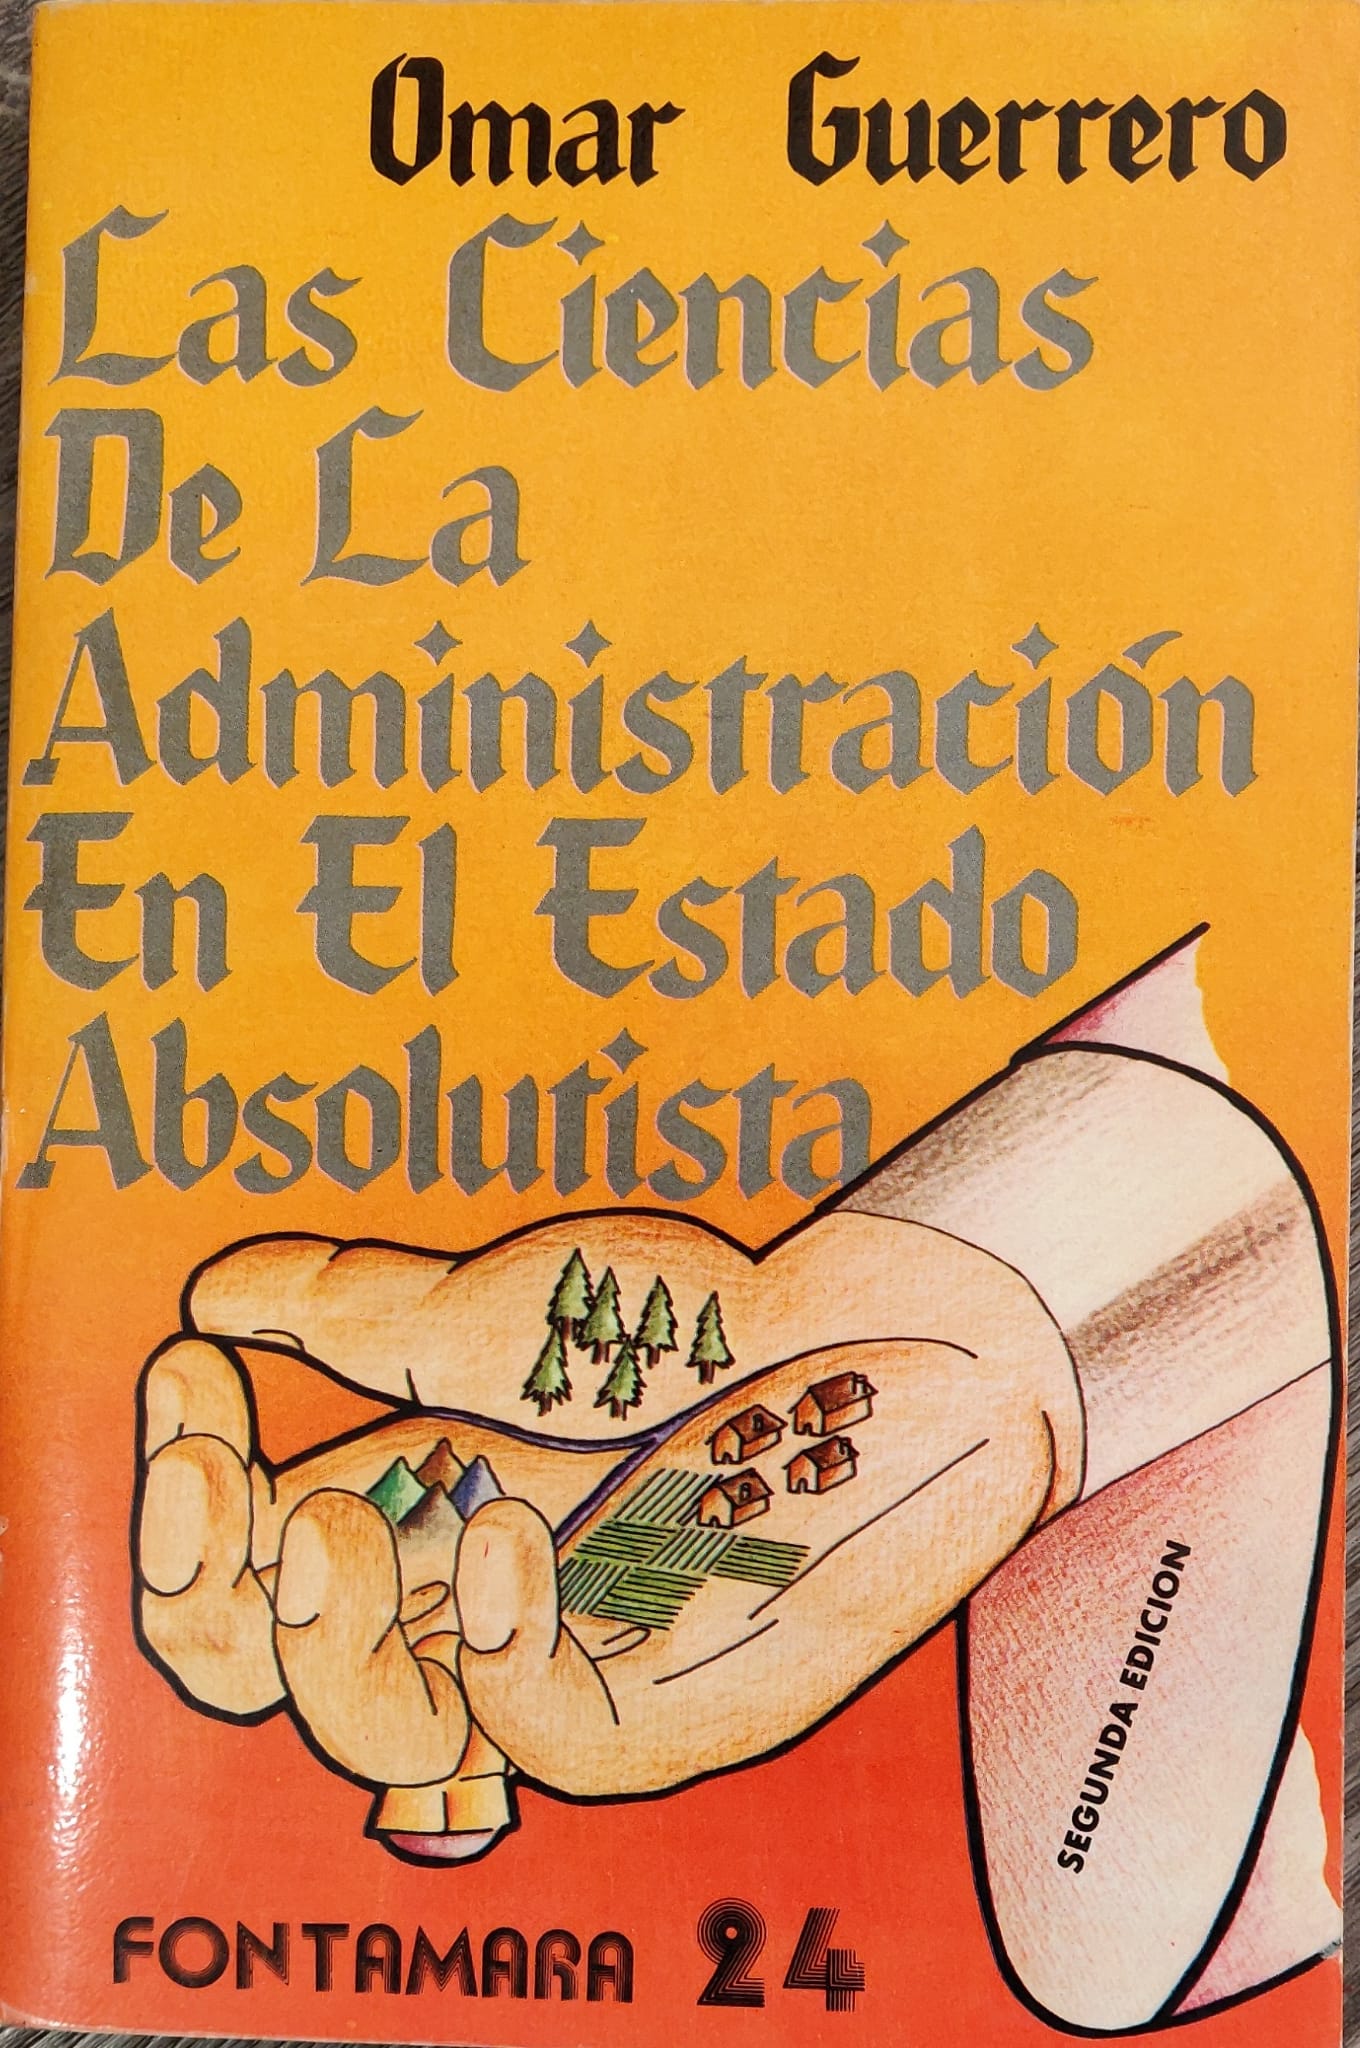 Omar Guerrero
Las Ciencias
De La
Administración
En El Estado
Absolutista
SEGUNDA EDICION
FONTAMARA 24